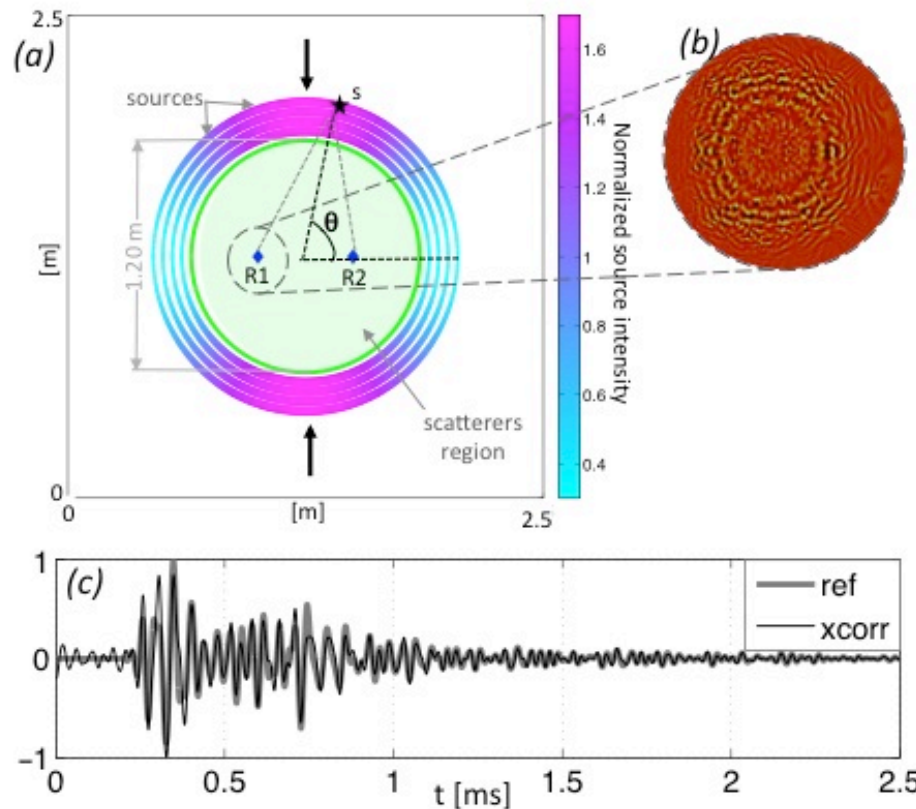 (a)
2.5
sources
s
1.20 m
[m]
θ
R1
R2
scatterers
region
0
0
[m]
2.5
1.6
1.4
1.2
1
0.8
0.6
0.4
Normalized source intensity
(b)
(c)
1
0
-1
ref
xcorr
0
0.5
1
1.5
2
2.5
t [ms]